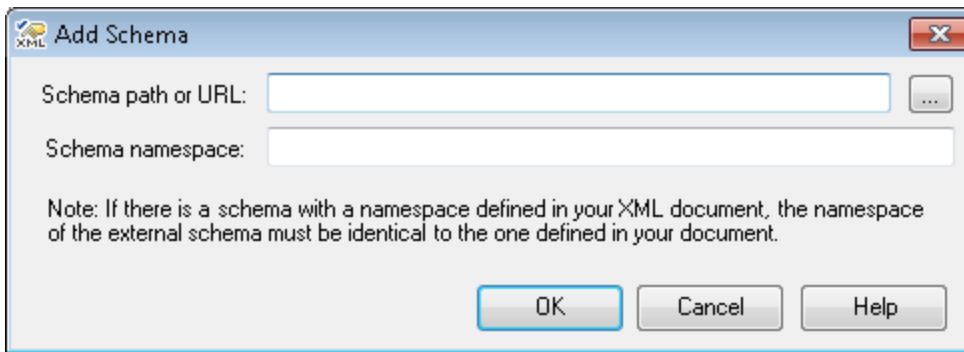 XML Add Schema
Schema path or URL: ...
Schema namespace:
Note: If there is a schema with a namespace defined in your XML document, the namespace
of the external schema must be identical to the one defined in your document.
OK Cancel Help